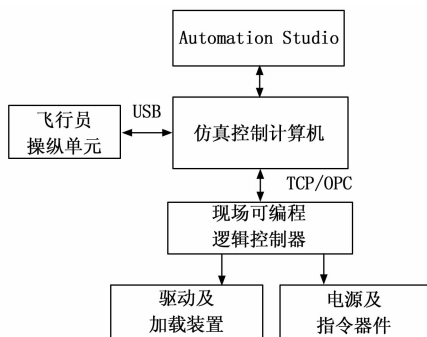 Automation Studio
USB
飞行员
操纵单元
仿真控制计算机
TCP/OPC
现场可编程
逻辑控制器
驱动及
加载装置
电源及
指令器件